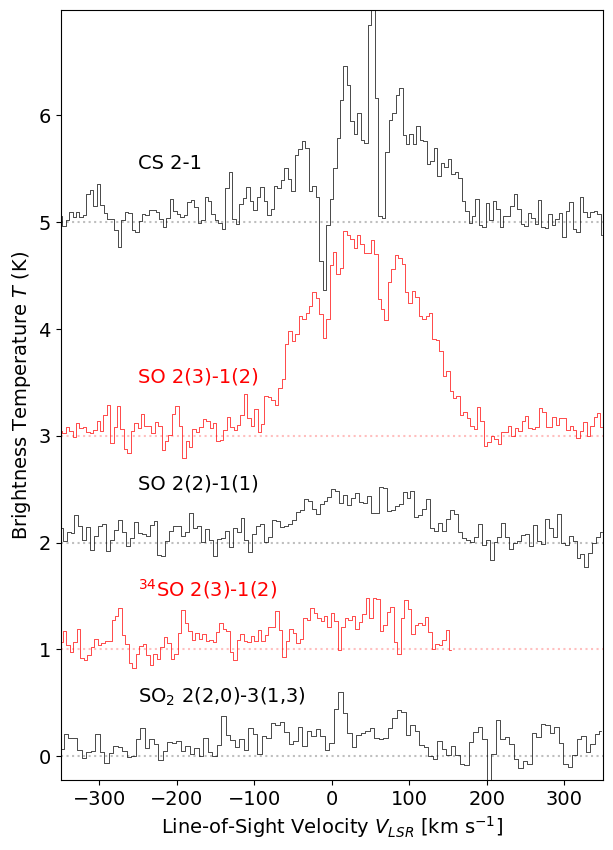 CS 2-1
SO 2(3)-1(2)
SO 2(2)-1(1)
³⁴SO 2(3)-1(2)
SO₂ 2(2,0)-3(1,3)
6
5
4
3
2
1
0
Brightness Temperature T (K)
−300 −200 −100 0 100 200 300
Line-of-Sight Velocity V_LSR [km s⁻¹]